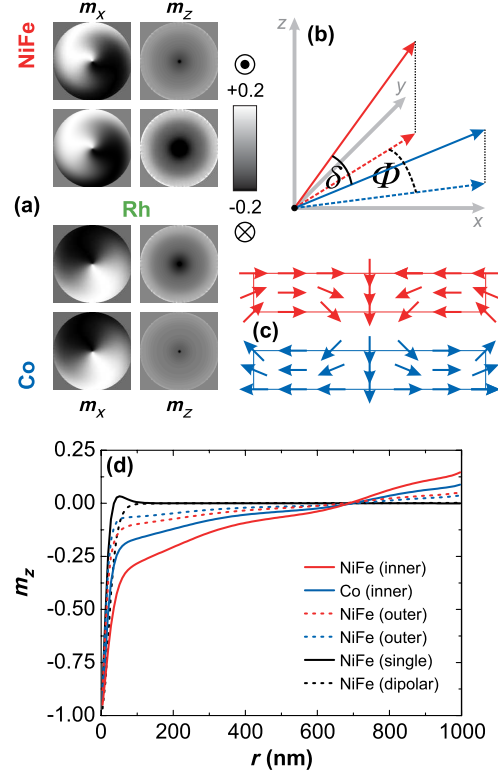 m_x m_z
NiFe
+0.2
-0.2
(a)
Rh
Co
m_x m_z
(b)
z
y
x
δ
Φ
(c)
(d)
0.25
0.00
-0.25
-0.50
-0.75
-1.00
m_z
NiFe (inner)
Co (inner)
NiFe (outer)
NiFe (outer)
NiFe (single)
NiFe (dipolar)
0 200 400 600 800 1000
r (nm)